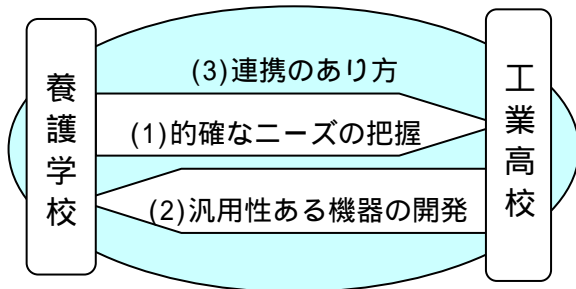 養護学校
(3)連携のあり方
(1)的確なニーズの把握
(2)汎用性ある機器の開発
工業高校